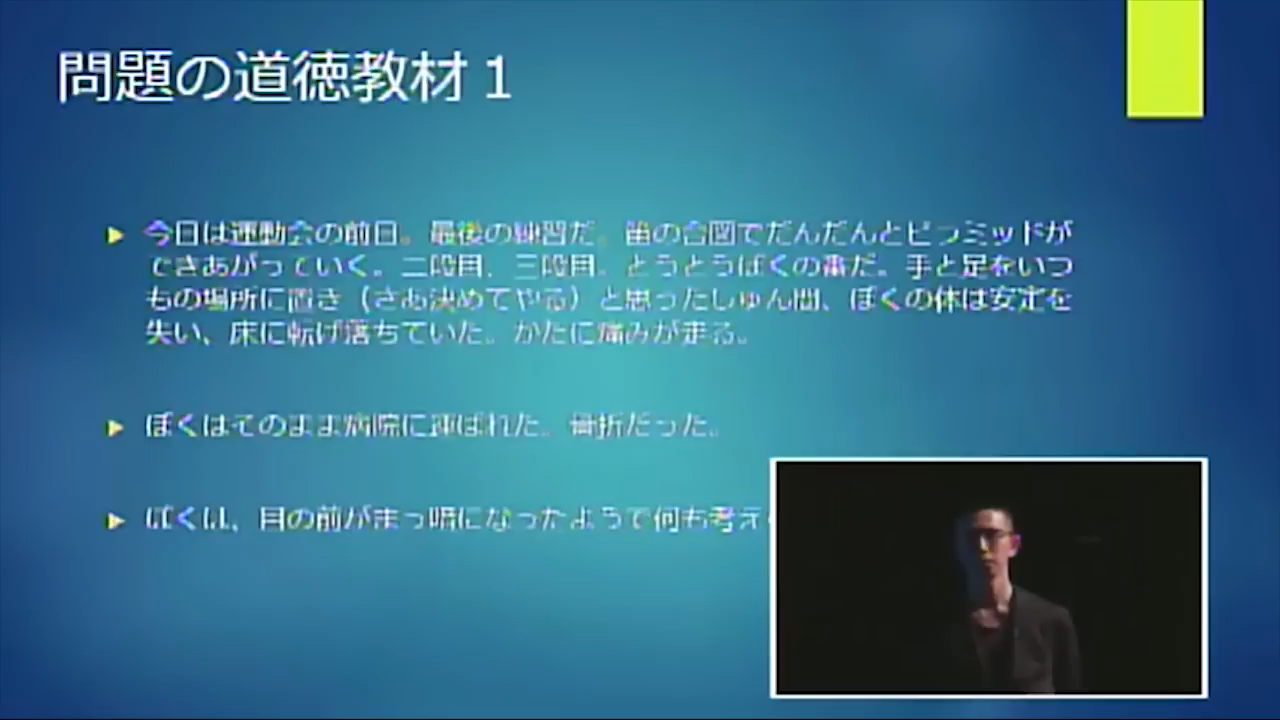 問題の道徳教材１
今日は運動会の前日。最後の練習だ。笛の合図でだんだんとピラミッドが
できあがっていく。二段目、三段目。とうとうぼくの番だ。手と足をいつ
もの場所に置き（さあ決めてやる）と思ったしゅん間、ぼくの体は安定を
失い、床に転げ落ちていた。かたに痛みが走る。
ぼくはそのまま病院に運ばれた。骨折だった。
ぼくは、目の前がまっ暗になったようで何も考え